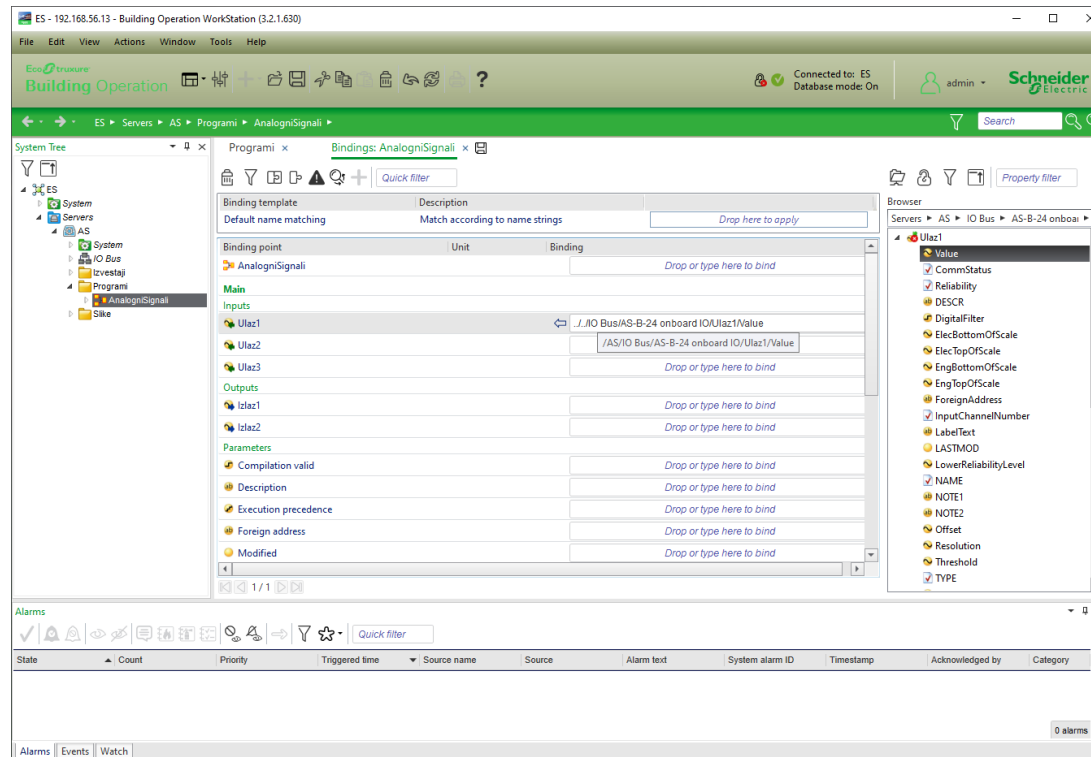 ES - 192.168.56.13 - Building Operation WorkStation (3.2.1.630)
File Edit View Actions Window Tools Help
EcoStruxure
Building Operation
Connected to: ES
Database mode: On
admin
Schneider
Electric
ES ▸ Servers ▸ AS ▸ Programi ▸ AnalogniSignali ▸
Search
System Tree
ES
System
Servers
AS
System
IO Bus
Izvestaji
Programi
AnalogniSignali
Slike
Programi
Bindings: AnalogniSignali
Quick filter
Binding template Description
Default name matching Match according to name strings Drop here to apply
Binding point Unit Binding
AnalogniSignali Drop or type here to bind
Main
Inputs
Ulaz1 ../../IO Bus/AS-B-24 onboard IO/Ulaz1/Value
/AS/IO Bus/AS-B-24 onboard IO/Ulaz1/Value
Ulaz2
Ulaz3 Drop or type here to bind
Outputs
Izlaz1 Drop or type here to bind
Izlaz2 Drop or type here to bind
Parameters
Compilation valid Drop or type here to bind
Description Drop or type here to bind
Execution precedence Drop or type here to bind
Foreign address Drop or type here to bind
Modified Drop or type here to bind
1 / 1
Property filter
Browser
Servers ▸ AS ▸ IO Bus ▸ AS-B-24 onboai ▸
Ulaz1
Value
CommStatus
Reliability
DESCR
DigitalFilter
ElecBottomOfScale
ElecTopOfScale
EngBottomOfScale
EngTopOfScale
ForeignAddress
InputChannelNumber
LabelText
LASTMOD
LowerReliabilityLevel
NAME
NOTE1
NOTE2
Offset
Resolution
Threshold
TYPE
Alarms
Quick filter
State Count Priority Triggered time Source name Source Alarm text System alarm ID Timestamp Acknowledged by Category
0 alarms
Alarms Events Watch